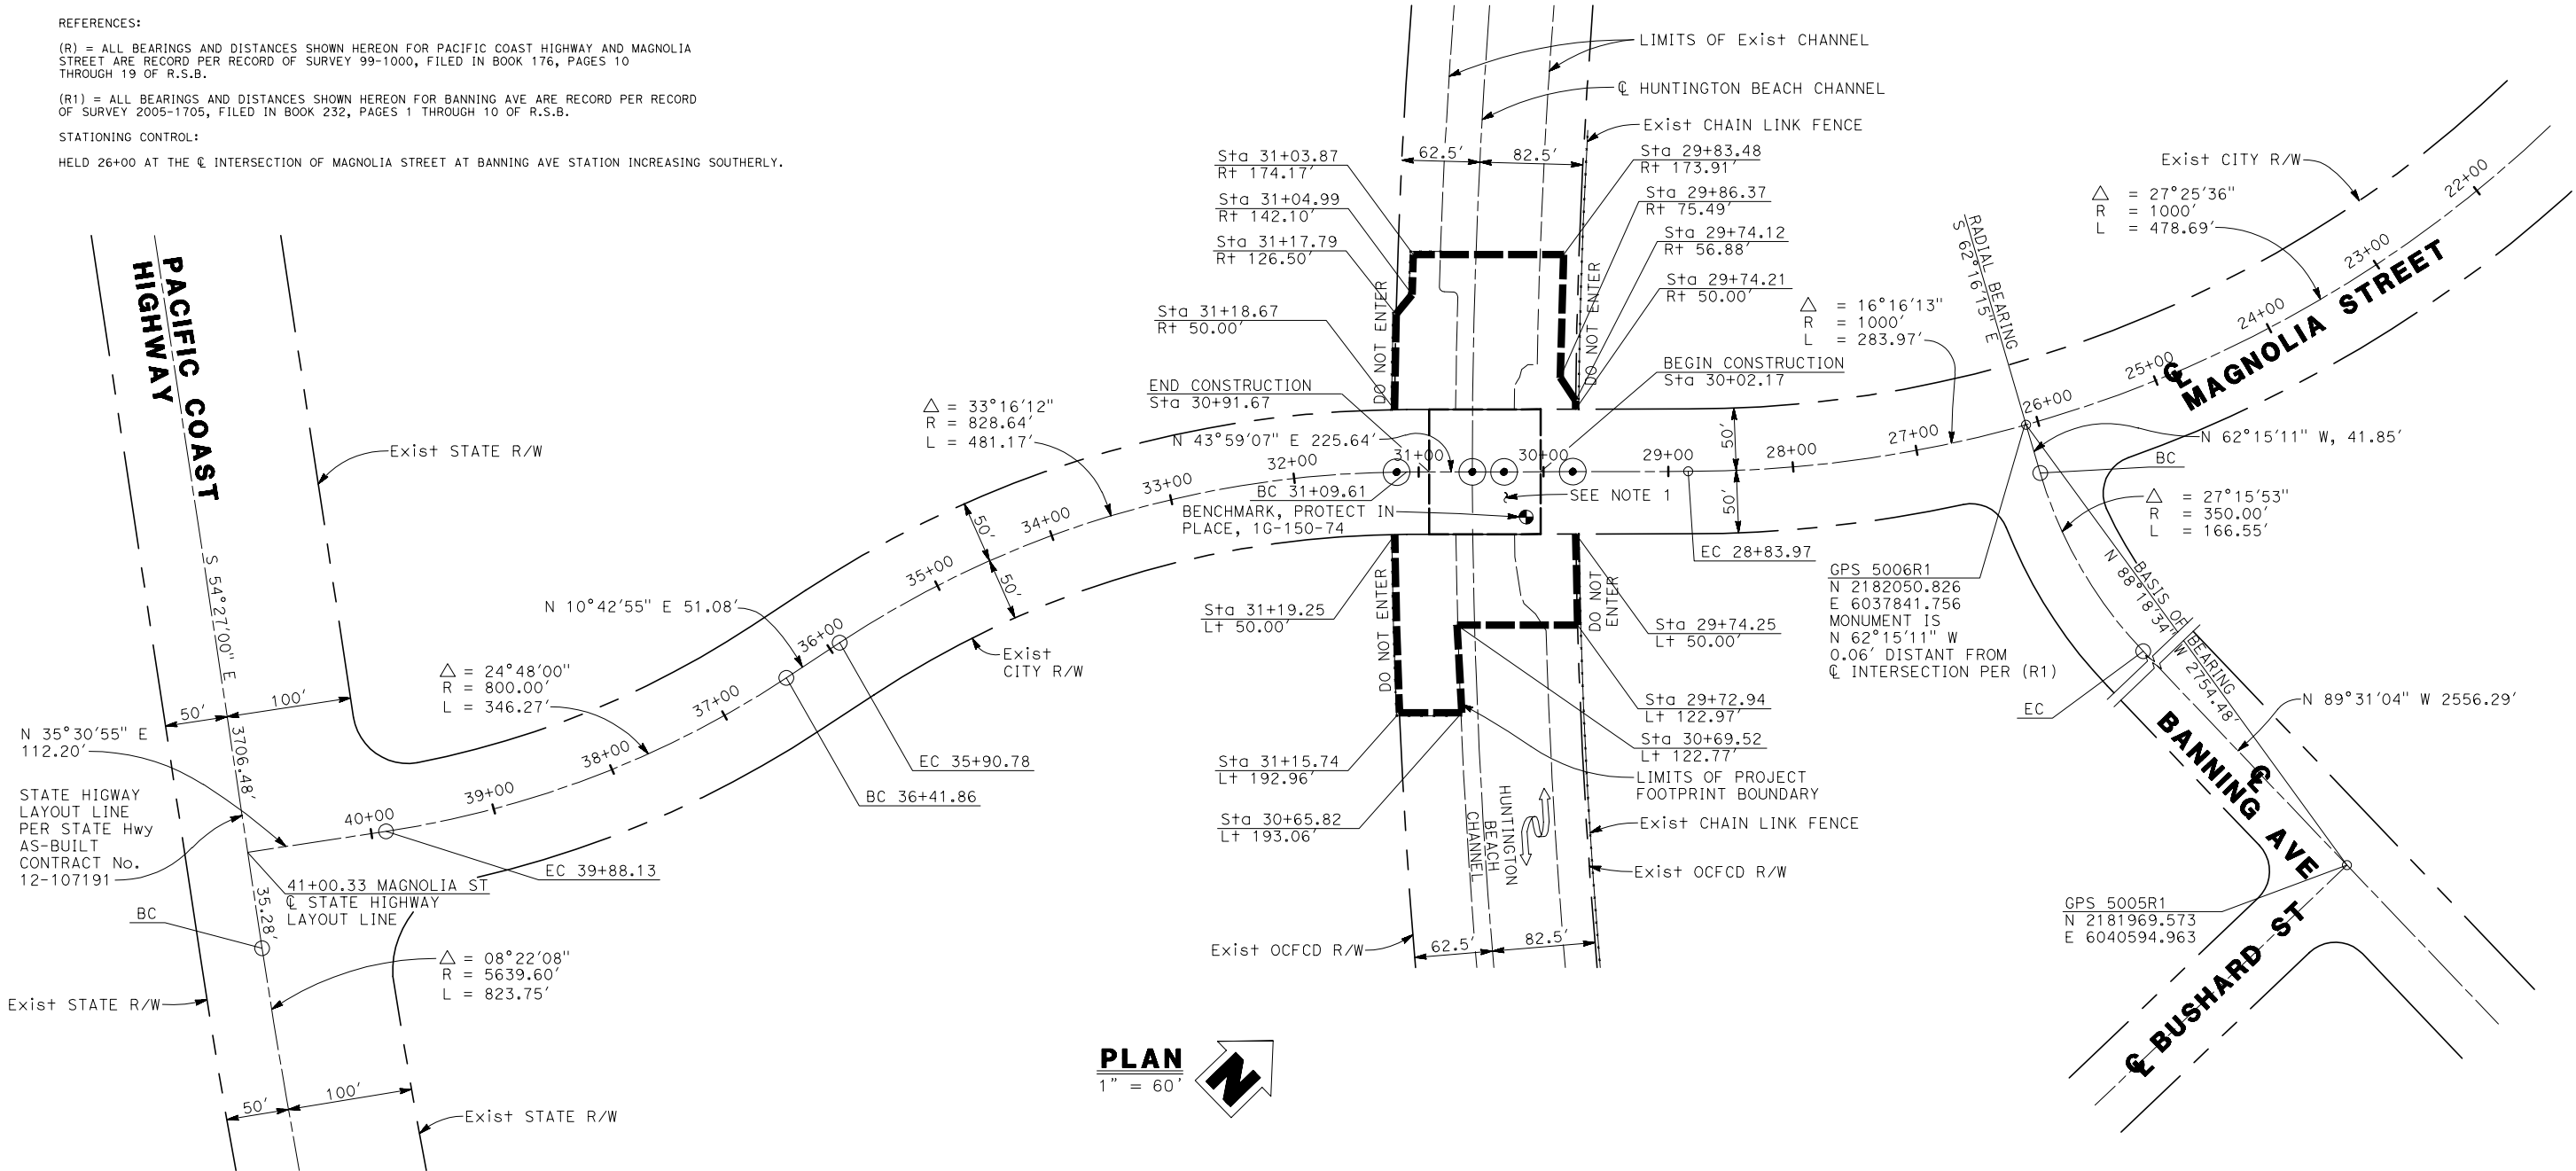 REFERENCES:
(R) = ALL BEARINGS AND DISTANCES SHOWN HEREON FOR PACIFIC COAST HIGHWAY AND MAGNOLIA
STREET ARE RECORD PER RECORD OF SURVEY 99-1000, FILED IN BOOK 176, PAGES 10
THROUGH 19 OF R.S.B.
(R1) = ALL BEARINGS AND DISTANCES SHOWN HEREON FOR BANNING AVE ARE RECORD PER RECORD
OF SURVEY 2005-1705, FILED IN BOOK 232, PAGES 1 THROUGH 10 OF R.S.B.
STATIONING CONTROL:
HELD 26+00 AT THE ℄ INTERSECTION OF MAGNOLIA STREET AT BANNING AVE STATION INCREASING SOUTHERLY.
PACIFIC COAST
HIGHWAY
Exist STATE R/W
S 54°27'00" E
3706.48'
50'
100'
N 35°30'55" E
112.20'
STATE HIGWAY
LAYOUT LINE
PER STATE Hwy
AS-BUILT
CONTRACT No.
12-107191
BC
35.28'
41+00.33 MAGNOLIA ST
℄ STATE HIGHWAY
LAYOUT LINE
Δ = 08°22'08"
R = 5639.60'
L = 823.75'
Exist STATE R/W
50'
100'
Exist STATE R/W
40+00
EC 39+88.13
39+00
38+00
37+00
Δ = 24°48'00"
R = 800.00'
L = 346.27'
N 10°42'55" E 51.08'
36+00
EC 35+90.78
BC 36+41.86
35+00
34+00
33+00
32+00
50'
50'
Exist
CITY R/W
Δ = 33°16'12"
R = 828.64'
L = 481.17'
LIMITS OF Exist CHANNEL
℄ HUNTINGTON BEACH CHANNEL
Exist CHAIN LINK FENCE
62.5'
82.5'
Sta 31+03.87
Rt 174.17'
Sta 31+04.99
Rt 142.10'
Sta 31+17.79
Rt 126.50'
Sta 31+18.67
Rt 50.00'
Sta 29+83.48
Rt 173.91'
Sta 29+86.37
Rt 75.49'
Sta 29+74.12
Rt 56.88'
Sta 29+74.21
Rt 50.00'
DO NOT ENTER
DO NOT ENTER
END CONSTRUCTION
Sta 30+91.67
BEGIN CONSTRUCTION
Sta 30+02.17
N 43°59'07" E 225.64'
31+00
30+00
29+00
28+00
27+00
26+00
25+00
24+00
23+00
22+00
BC 31+09.61
SEE NOTE 1
BENCHMARK, PROTECT IN
PLACE, 1G-150-74
EC 28+83.97
50'
50'
Sta 31+19.25
Lt 50.00'
DO NOT ENTER
DO NOT
ENTER
Sta 29+74.25
Lt 50.00'
Sta 29+72.94
Lt 122.97'
Sta 30+69.52
Lt 122.77'
Sta 31+15.74
Lt 192.96'
Sta 30+65.82
Lt 193.06'
LIMITS OF PROJECT
FOOTPRINT BOUNDARY
HUNTINGTON
BEACH
CHANNEL
Exist CHAIN LINK FENCE
Exist OCFCD R/W
Exist OCFCD R/W
62.5'
82.5'
Δ = 16°16'13"
R = 1000'
L = 283.97'
RADIAL BEARING
S 62°16'15" E
Exist CITY R/W
Δ = 27°25'36"
R = 1000'
L = 478.69'
℄ MAGNOLIA STREET
N 62°15'11" W, 41.85'
BC
Δ = 27°15'53"
R = 350.00'
L = 166.55'
GPS 5006R1
N 2182050.826
E 6037841.756
MONUMENT IS
N 62°15'11" W
0.06' DISTANT FROM
℄ INTERSECTION PER (R1)
BASIS OF BEARING
N 88°18'34" W 2754.48'
EC
N 89°31'04" W 2556.29'
℄
BANNING AVE
GPS 5005R1
N 2181969.573
E 6040594.963
℄ BUSHARD ST
PLAN
1" = 60'
N